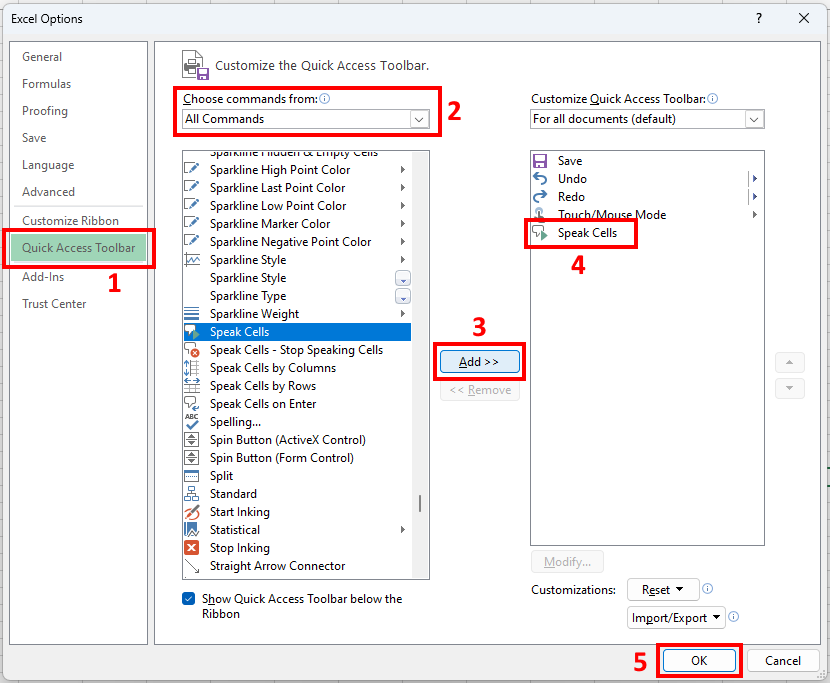 Excel Options
?
General
Formulas
Proofing
Save
Language
Advanced
Customize Ribbon
Quick Access Toolbar
1
Add-Ins
Trust Center
Customize the Quick Access Toolbar.
Choose commands from:
All Commands
2
Sparkline Hidden & Empty Cells
Sparkline High Point Color
Sparkline Last Point Color
Sparkline Low Point Color
Sparkline Marker Color
Sparkline Negative Point Color
Sparkline Style
Sparkline Style
Sparkline Type
Sparkline Weight
Speak Cells
Speak Cells - Stop Speaking Cells
Speak Cells by Columns
Speak Cells by Rows
Speak Cells on Enter
ABC
Spelling...
Spin Button (ActiveX Control)
Spin Button (Form Control)
Split
Standard
Start Inking
Statistical
Stop Inking
Straight Arrow Connector
Show Quick Access Toolbar below the
Ribbon
3
Add >>
<< Remove
Customize Quick Access Toolbar:
For all documents (default)
Save
Undo
Redo
Touch/Mouse Mode
Speak Cells
4
Modify...
Customizations:
Reset
Import/Export
5
OK
Cancel